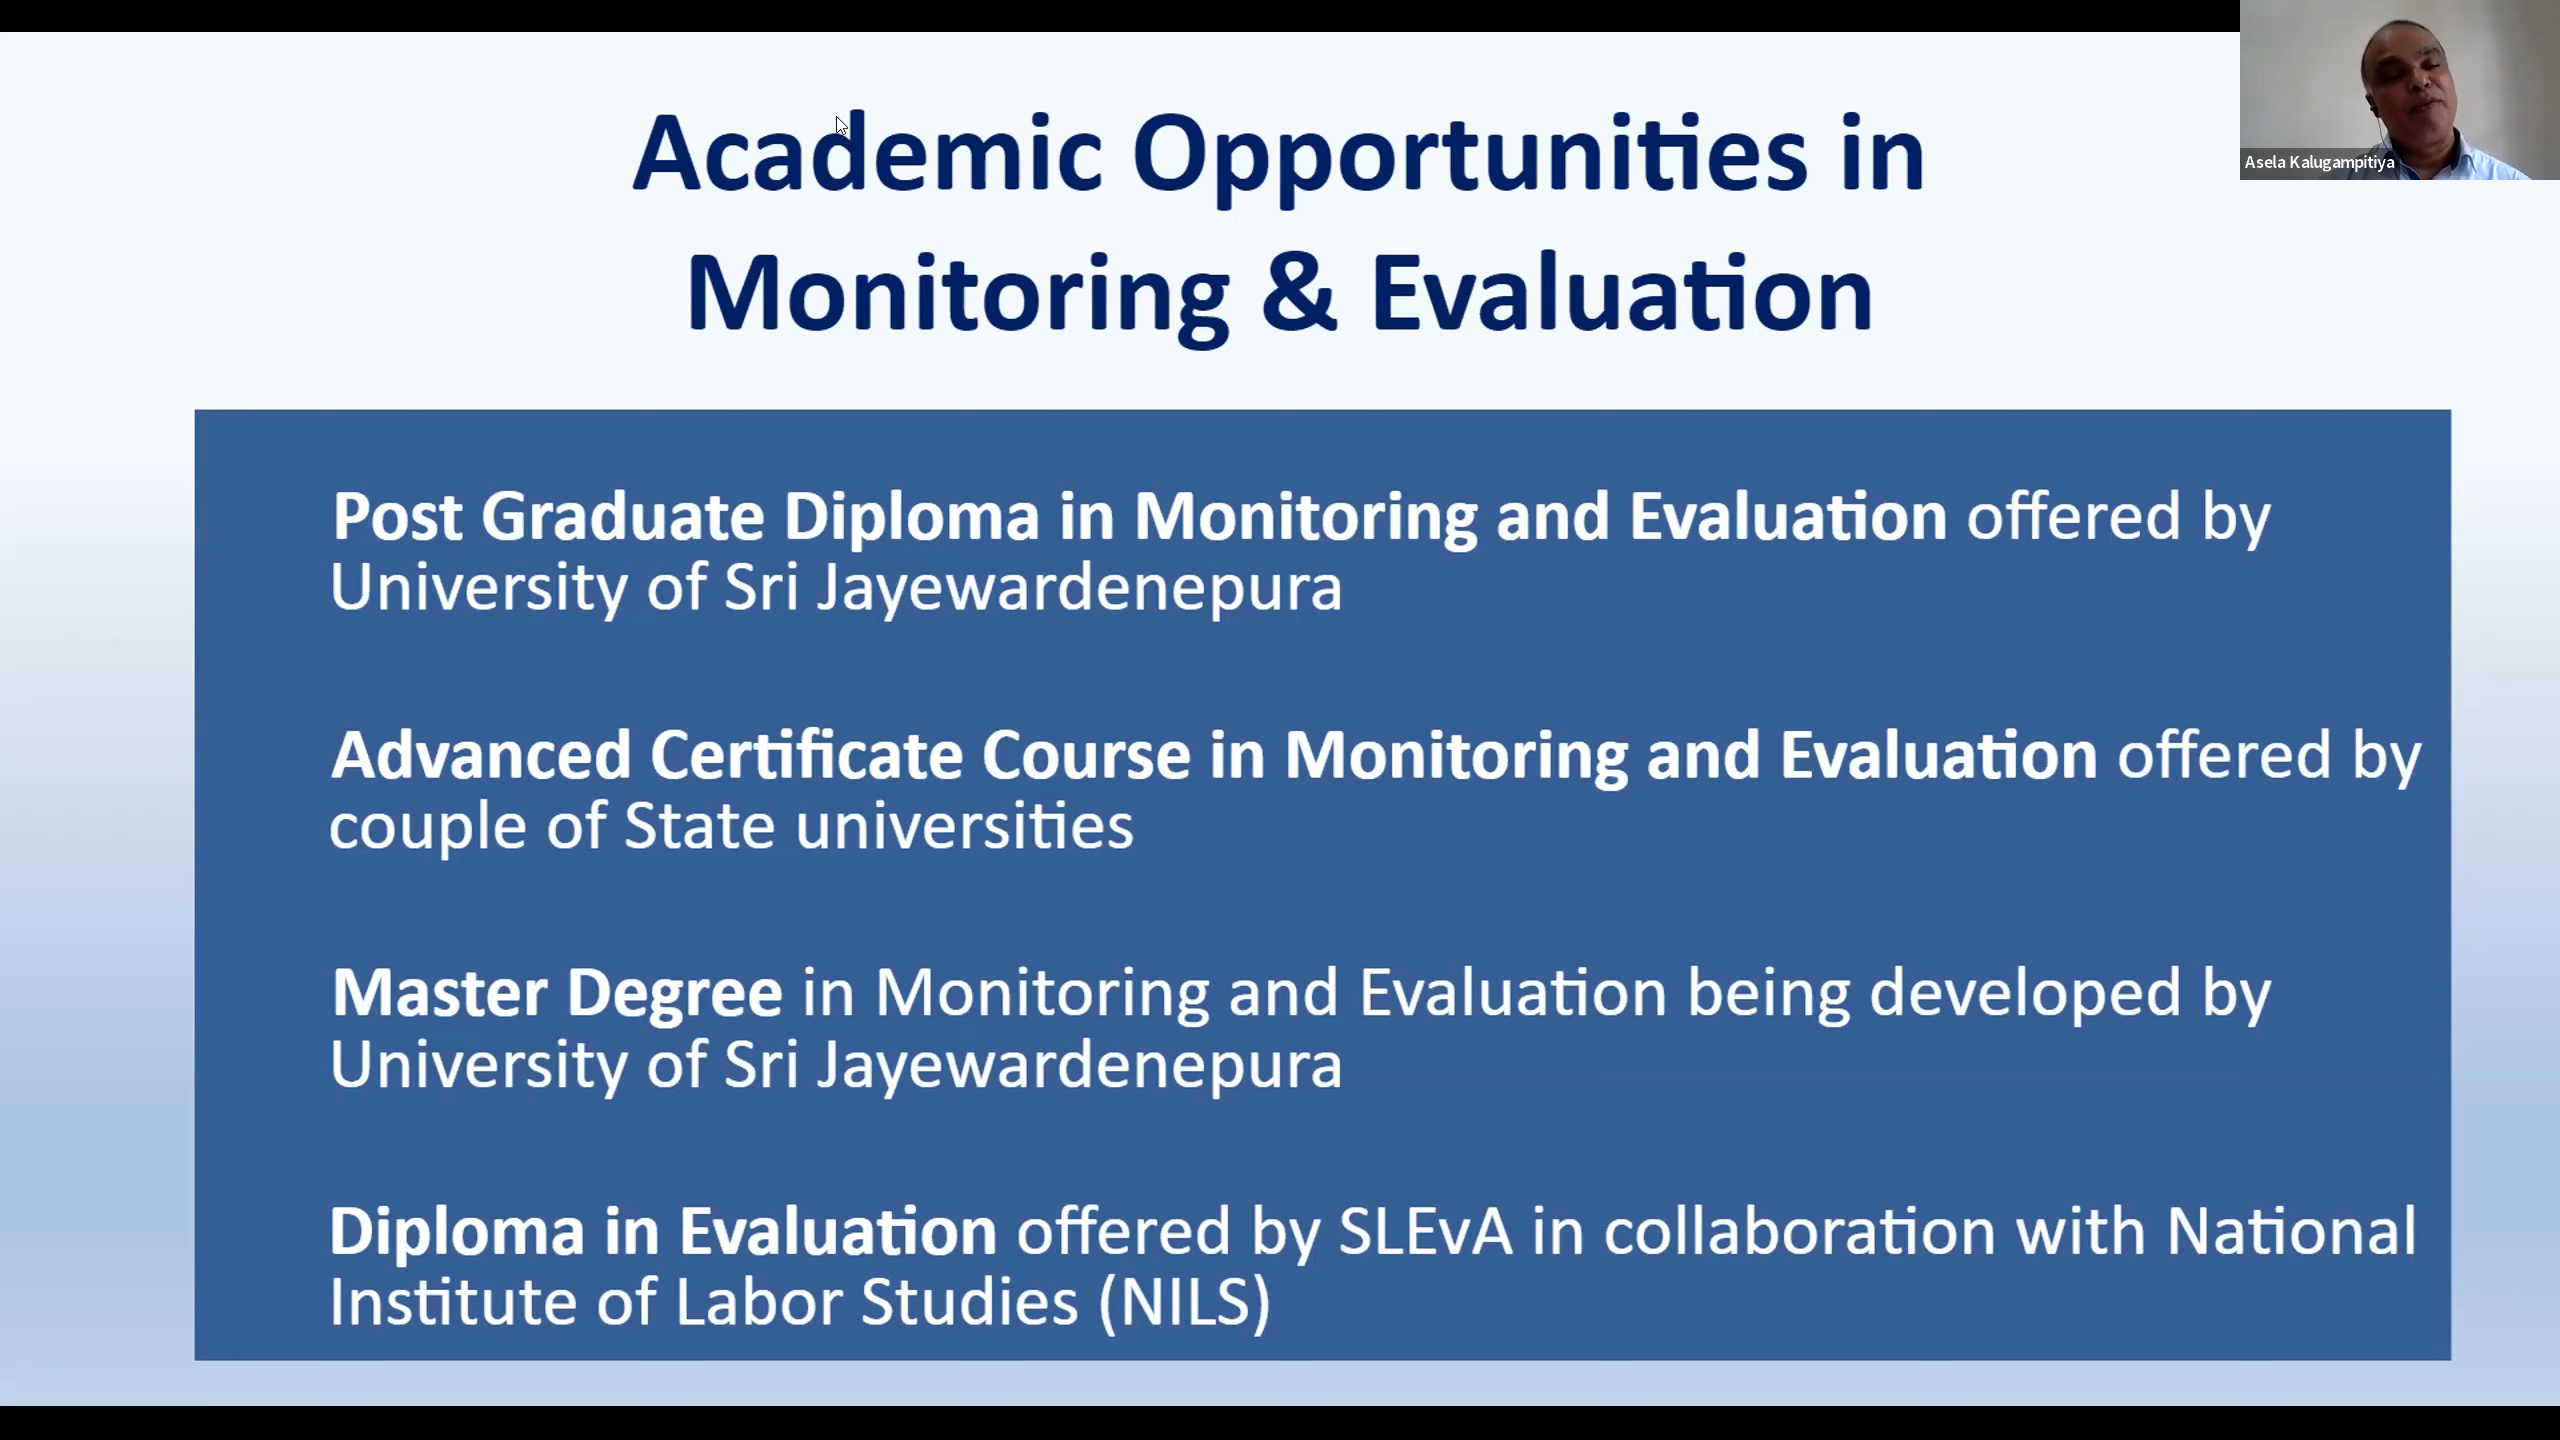 Academic Opportunities in
Monitoring & Evaluation
Asela Kalugampitiya
Post Graduate Diploma in Monitoring and Evaluation offered by
University of Sri Jayewardenepura
Advanced Certificate Course in Monitoring and Evaluation offered by
couple of State universities
Master Degree in Monitoring and Evaluation being developed by
University of Sri Jayewardenepura
Diploma in Evaluation offered by SLEvA in collaboration with National
Institute of Labor Studies (NILS)